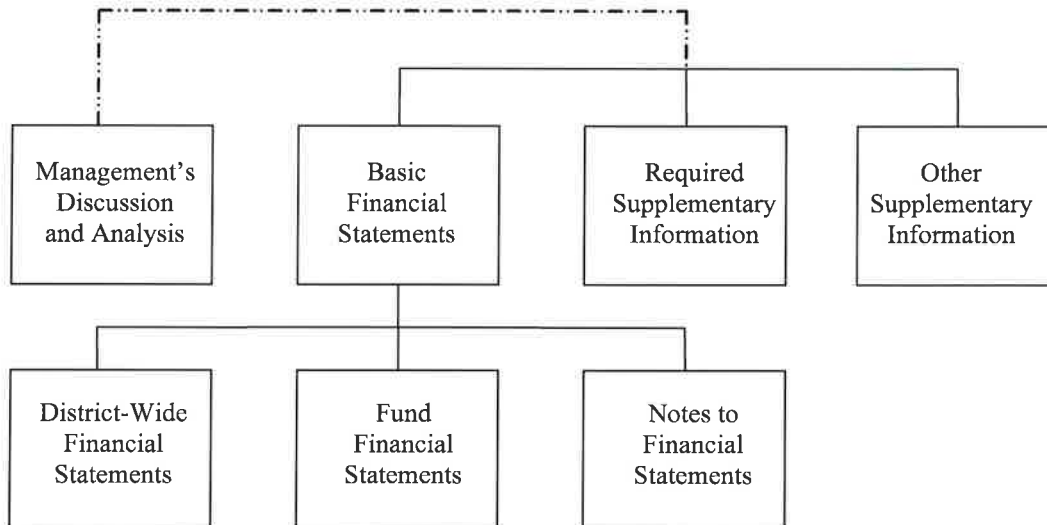 Management’s
Discussion
and Analysis
Basic
Financial
Statements
Required
Supplementary
Information
Other
Supplementary
Information
District-Wide
Financial
Statements
Fund
Financial
Statements
Notes to
Financial
Statements